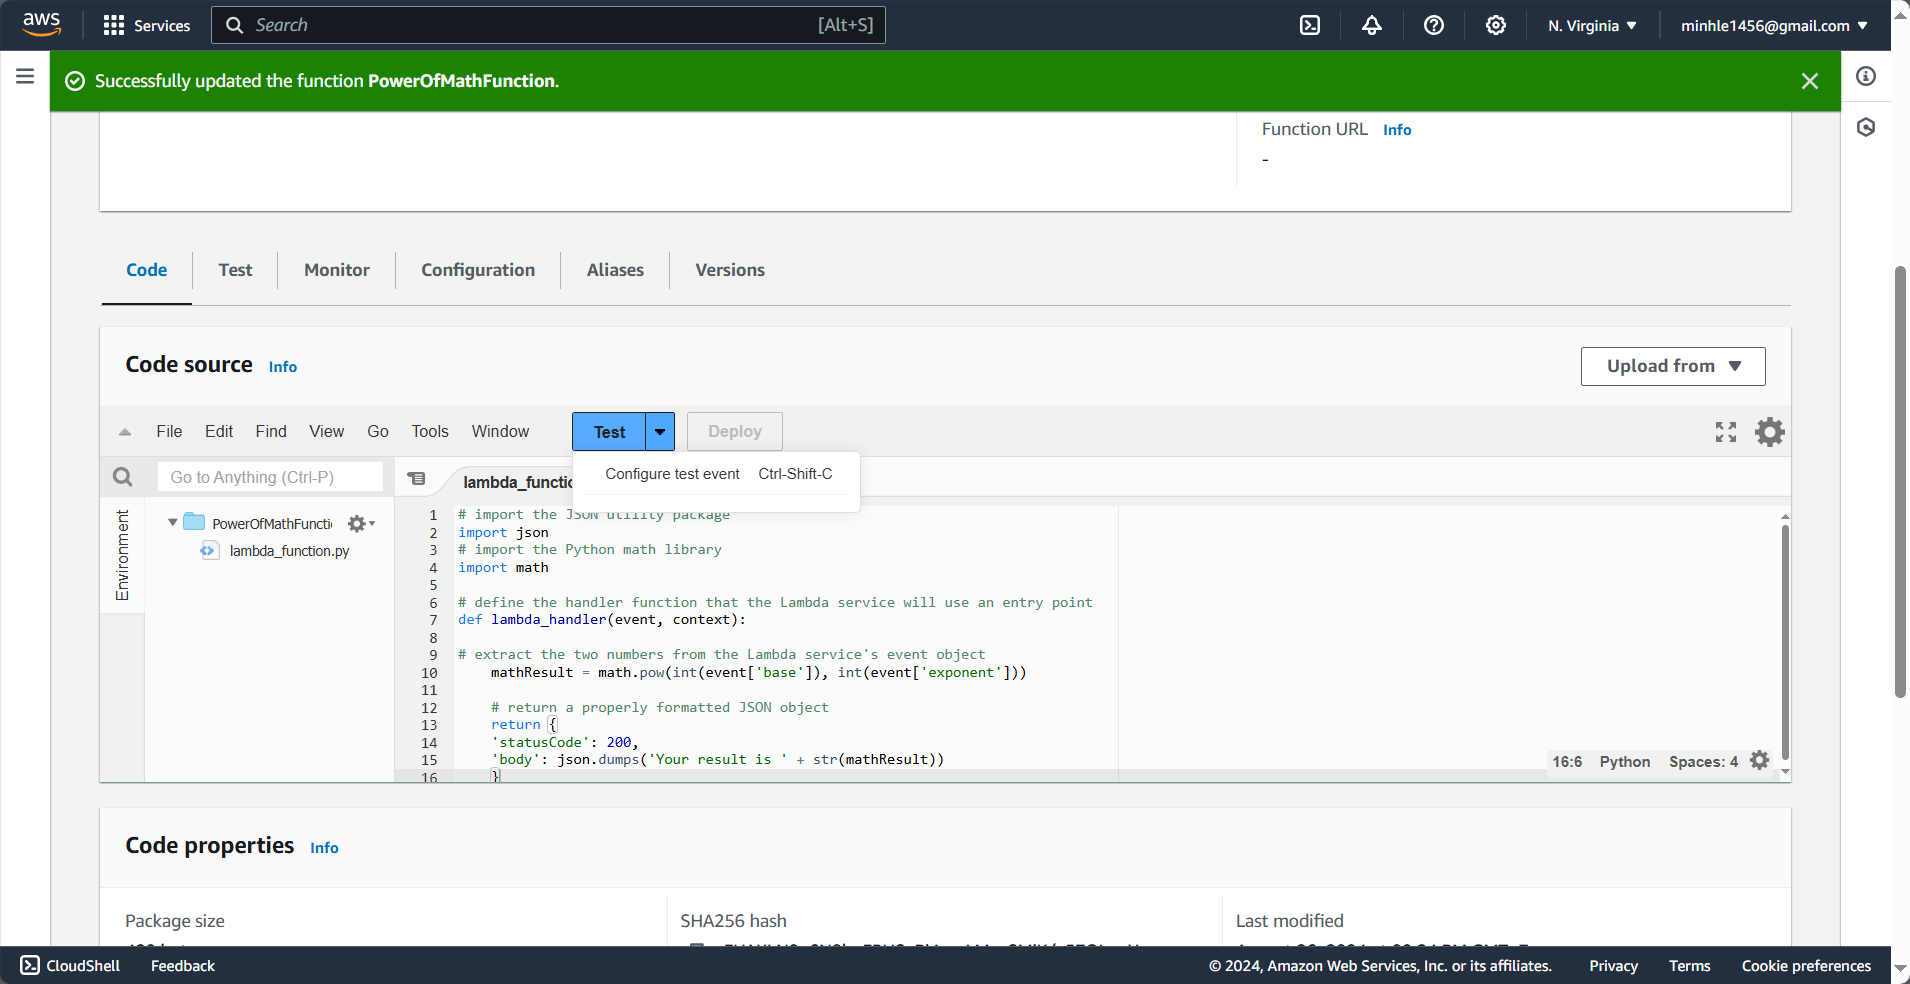 aws
Services
Search
[Alt+S]
N. Virginia
minhle1456@gmail.com
Successfully updated the function PowerOfMathFunction.
Function URL Info
-
Code
Test
Monitor
Configuration
Aliases
Versions
Code source Info
Upload from
File Edit Find View Go Tools Window
Test
Deploy
Configure test event Ctrl-Shift-C
Go to Anything (Ctrl-P)
Environment
PowerOfMathFuncti
lambda_function.py
lambda_functio
1 # import the JSON utility package
2 import json
3 # import the Python math library
4 import math
5
6 # define the handler function that the Lambda service will use an entry point
7 def lambda_handler(event, context):
8
9 # extract the two numbers from the Lambda service's event object
10 mathResult = math.pow(int(event['base']), int(event['exponent']))
11
12 # return a properly formatted JSON object
13 return {
14 'statusCode': 200,
15 'body': json.dumps('Your result is ' + str(mathResult))
16 }
16:6 Python Spaces: 4
Code properties Info
Package size
SHA256 hash
Last modified
CloudShell
Feedback
© 2024, Amazon Web Services, Inc. or its affiliates.
Privacy
Terms
Cookie preferences